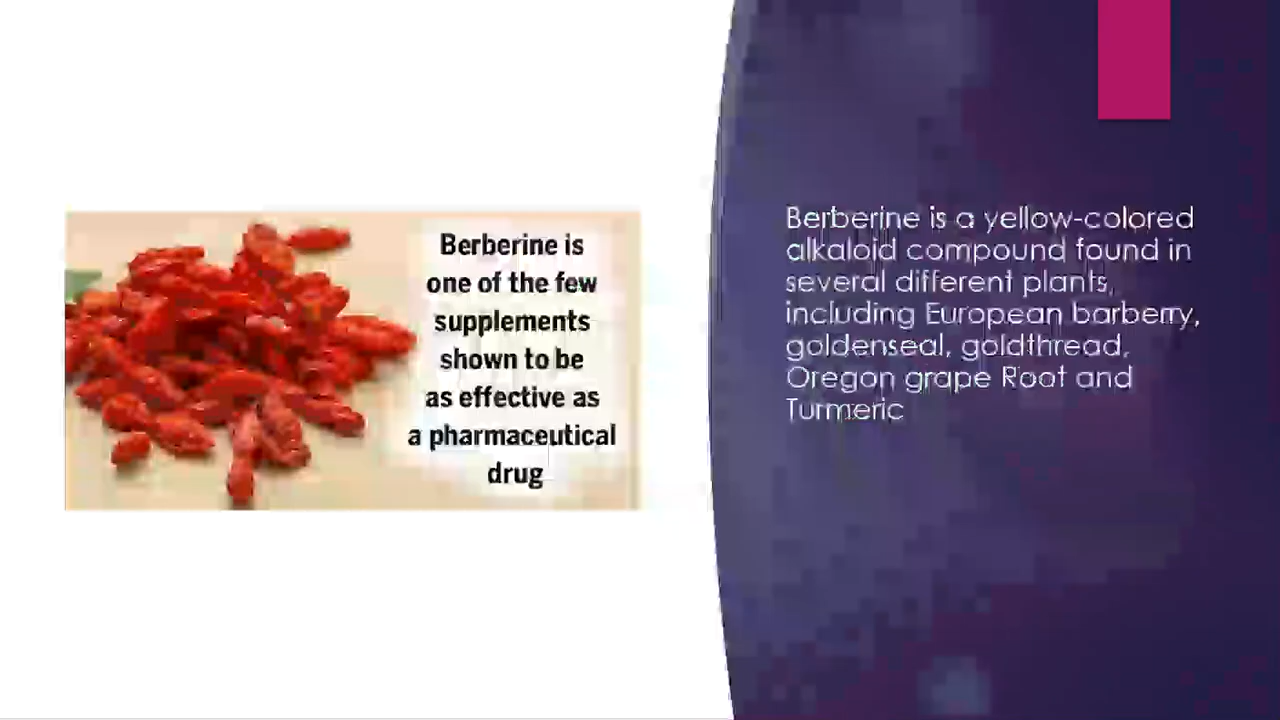 Berberine is
one of the few
supplements
shown to be
as effective as
a pharmaceutical
drug
Berberine is a yellow-colored
alkaloid compound found in
several different plants,
including European barberry,
goldenseal, goldthread,
Oregon grape Root and
Turmeric